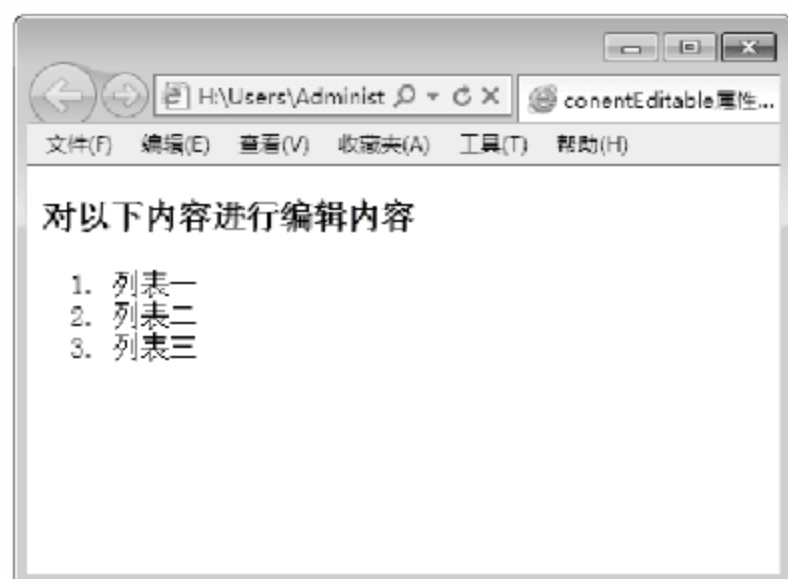 H:\Users\Administ
conentEditable属性...
文件(F) 编辑(E) 查看(V) 收藏夹(A) 工具(T) 帮助(H)
对以下内容进行编辑内容
1. 列表一
2. 列表二
3. 列表三